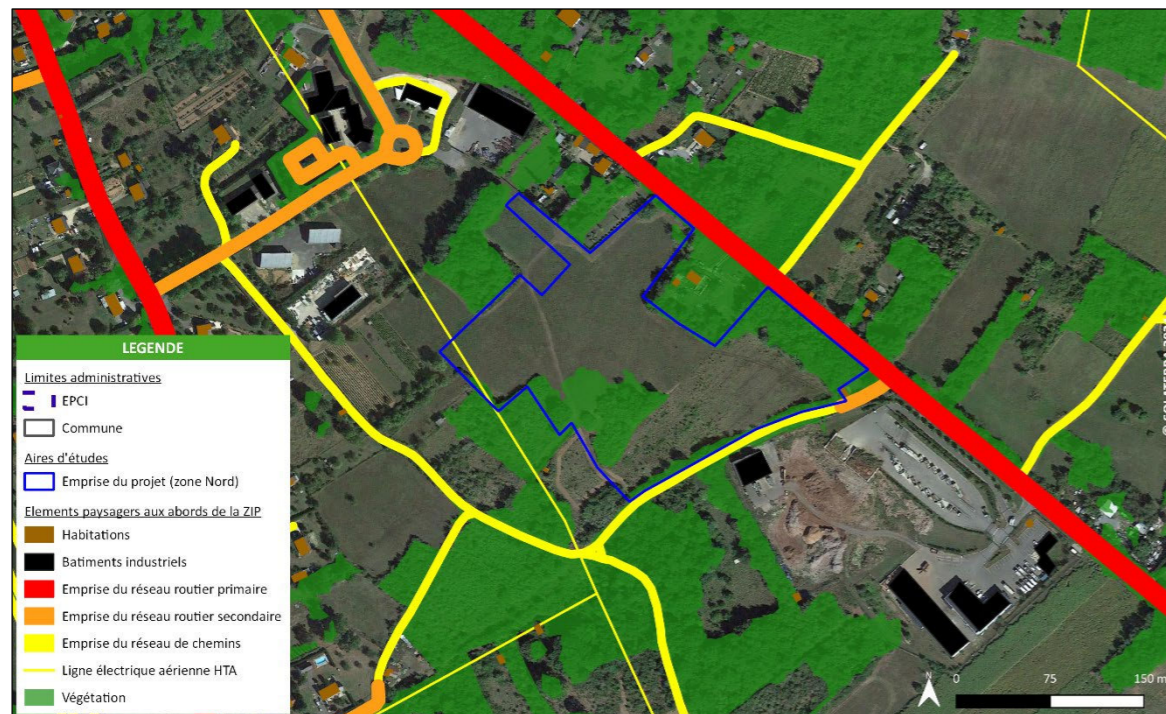 LEGENDE
Limites administratives
EPCI
Commune
Aires d'études
Emprise du projet (zone Nord)
Elements paysagers aux abords de la ZIP
Habitations
Batiments industriels
Emprise du réseau routier primaire
Emprise du réseau routier secondaire
Emprise du réseau de chemins
Ligne électrique aérienne HTA
Végétation
N
0 75 150 m